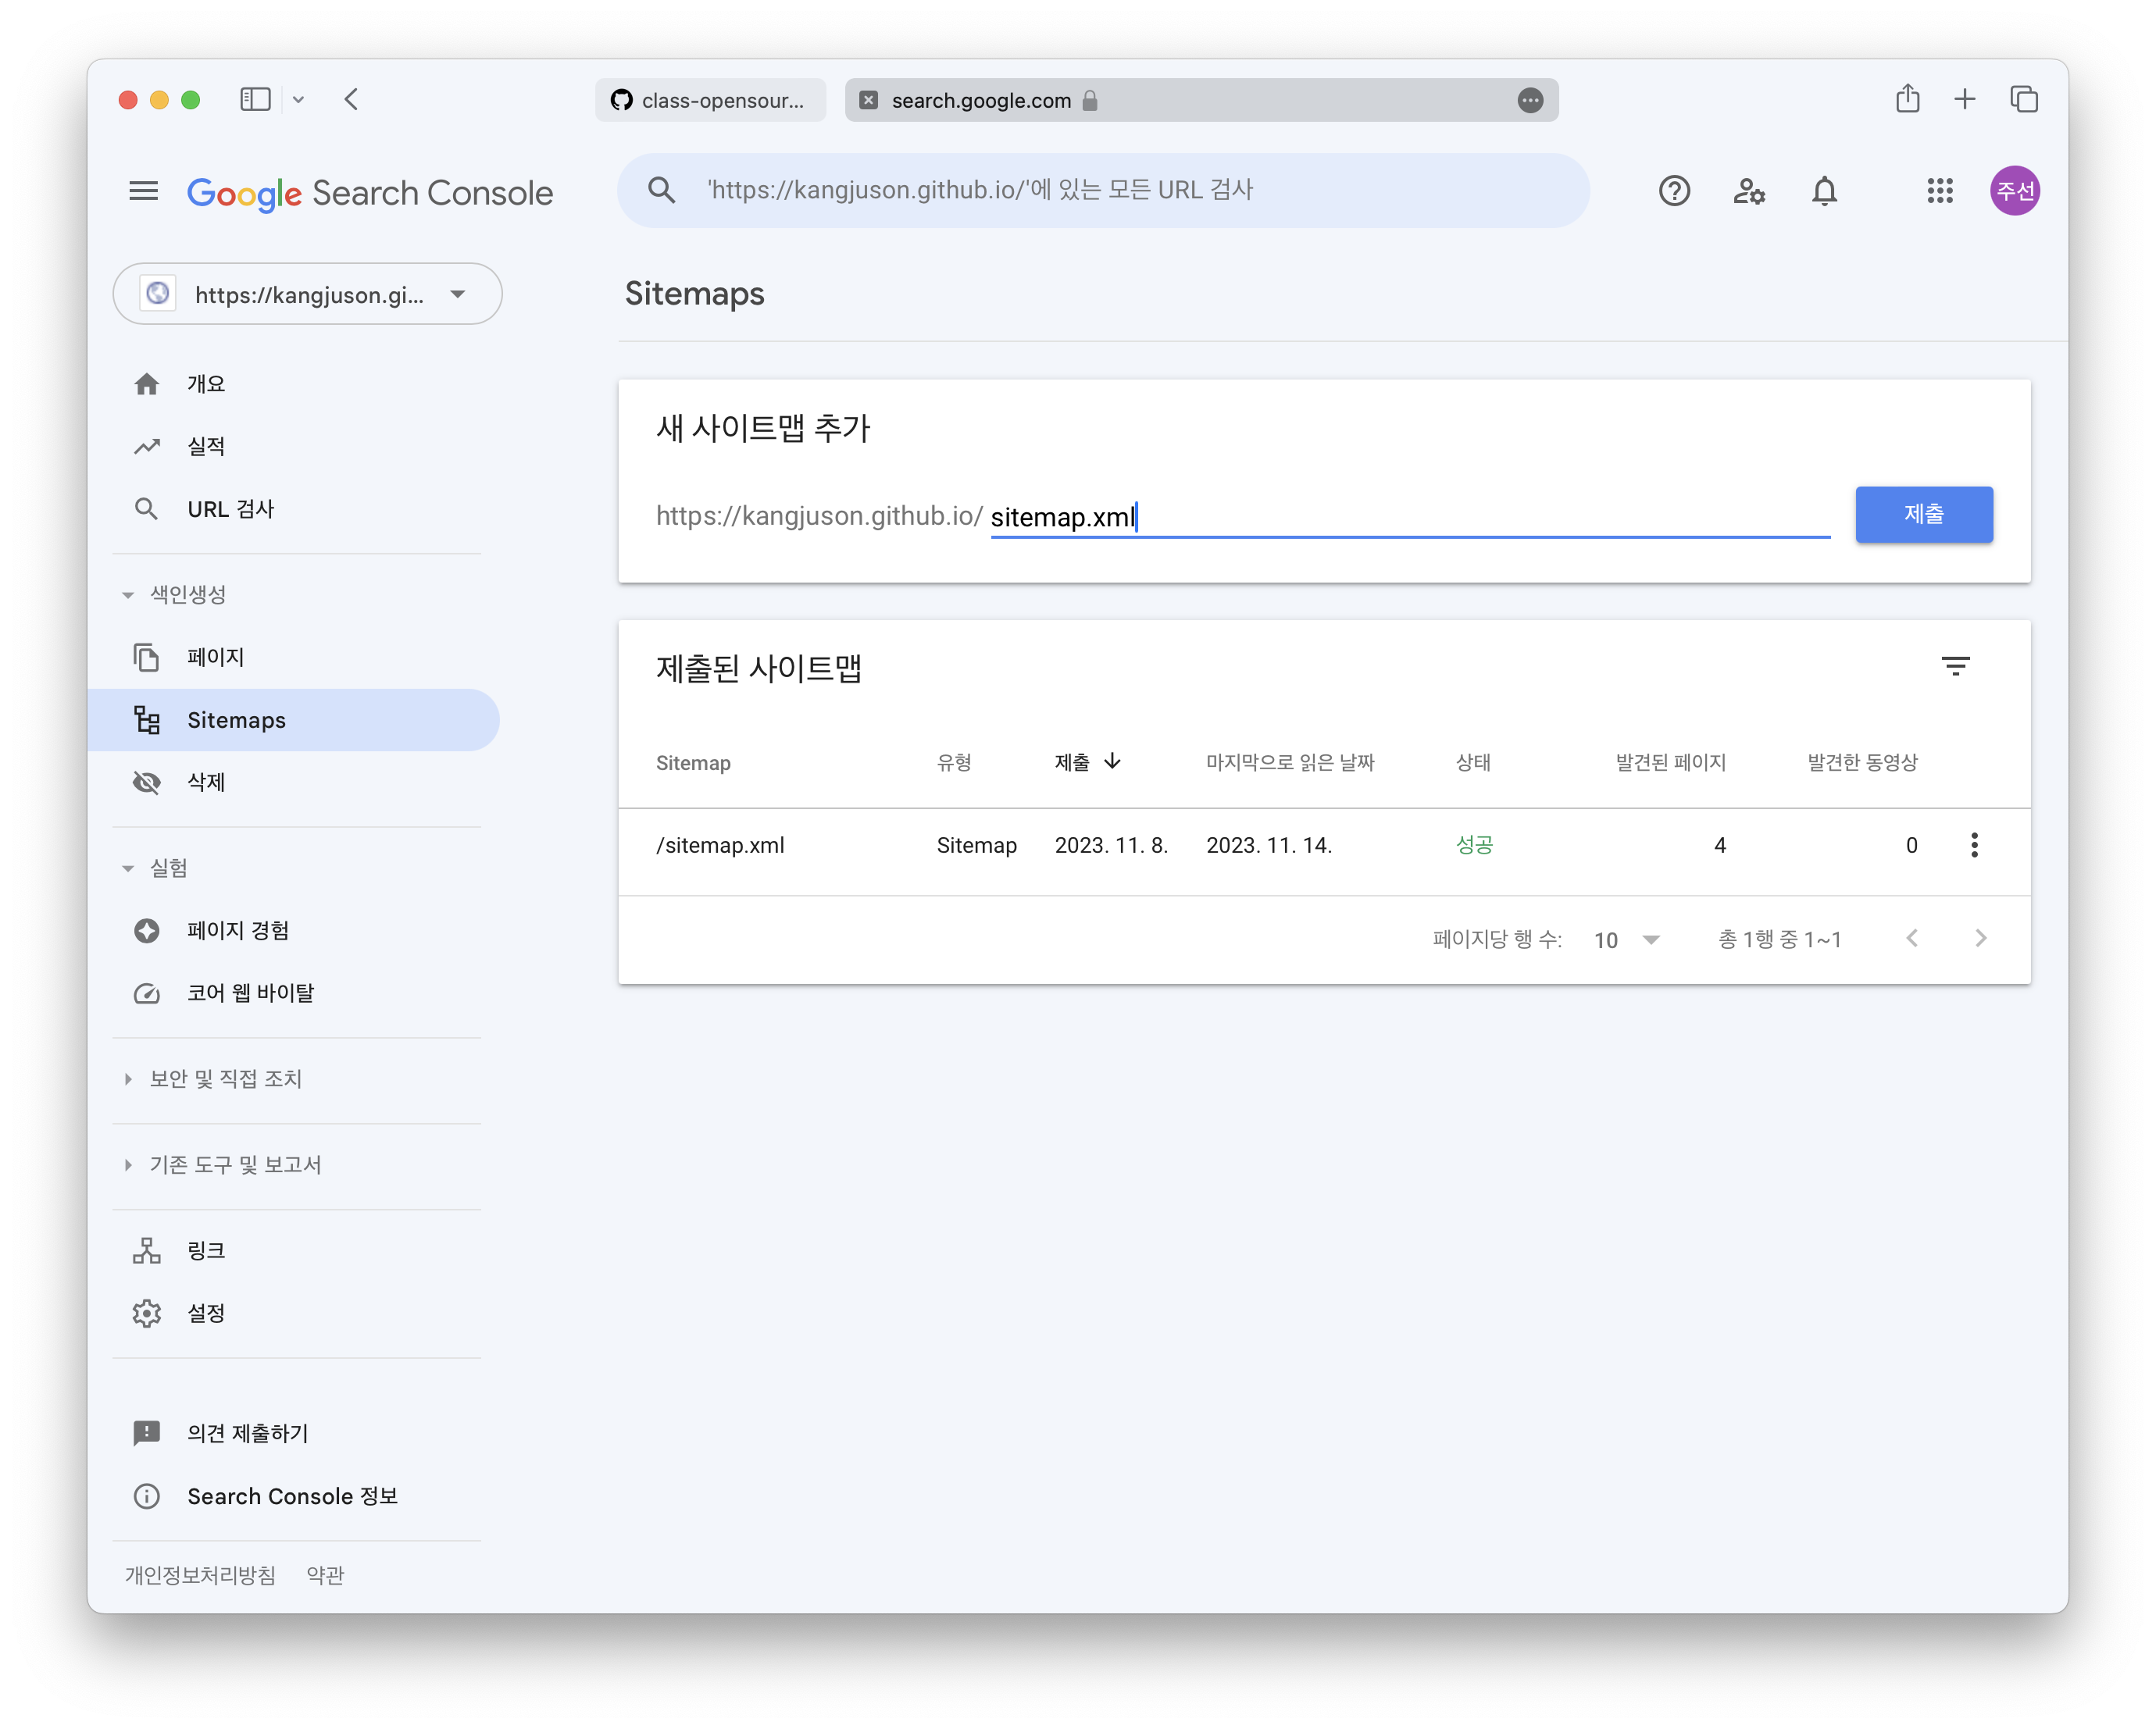 class-opensour...
search.google.com
Google Search Console
'https://kangjuson.github.io/'에 있는 모든 URL 검사
주선
https://kangjuson.gi...
개요
실적
URL 검사
색인생성
페이지
Sitemaps
삭제
실험
페이지 경험
코어 웹 바이탈
보안 및 직접 조치
기존 도구 및 보고서
링크
설정
의견 제출하기
Search Console 정보
개인정보처리방침 약관
Sitemaps
새 사이트맵 추가
https://kangjuson.github.io/ sitemap.xml 제출
제출된 사이트맵
Sitemap 유형 제출 마지막으로 읽은 날짜 상태 발견된 페이지 발견한 동영상
/sitemap.xml Sitemap 2023. 11. 8. 2023. 11. 14. 성공 4 0
페이지당 행 수: 10 총 1행 중 1~1